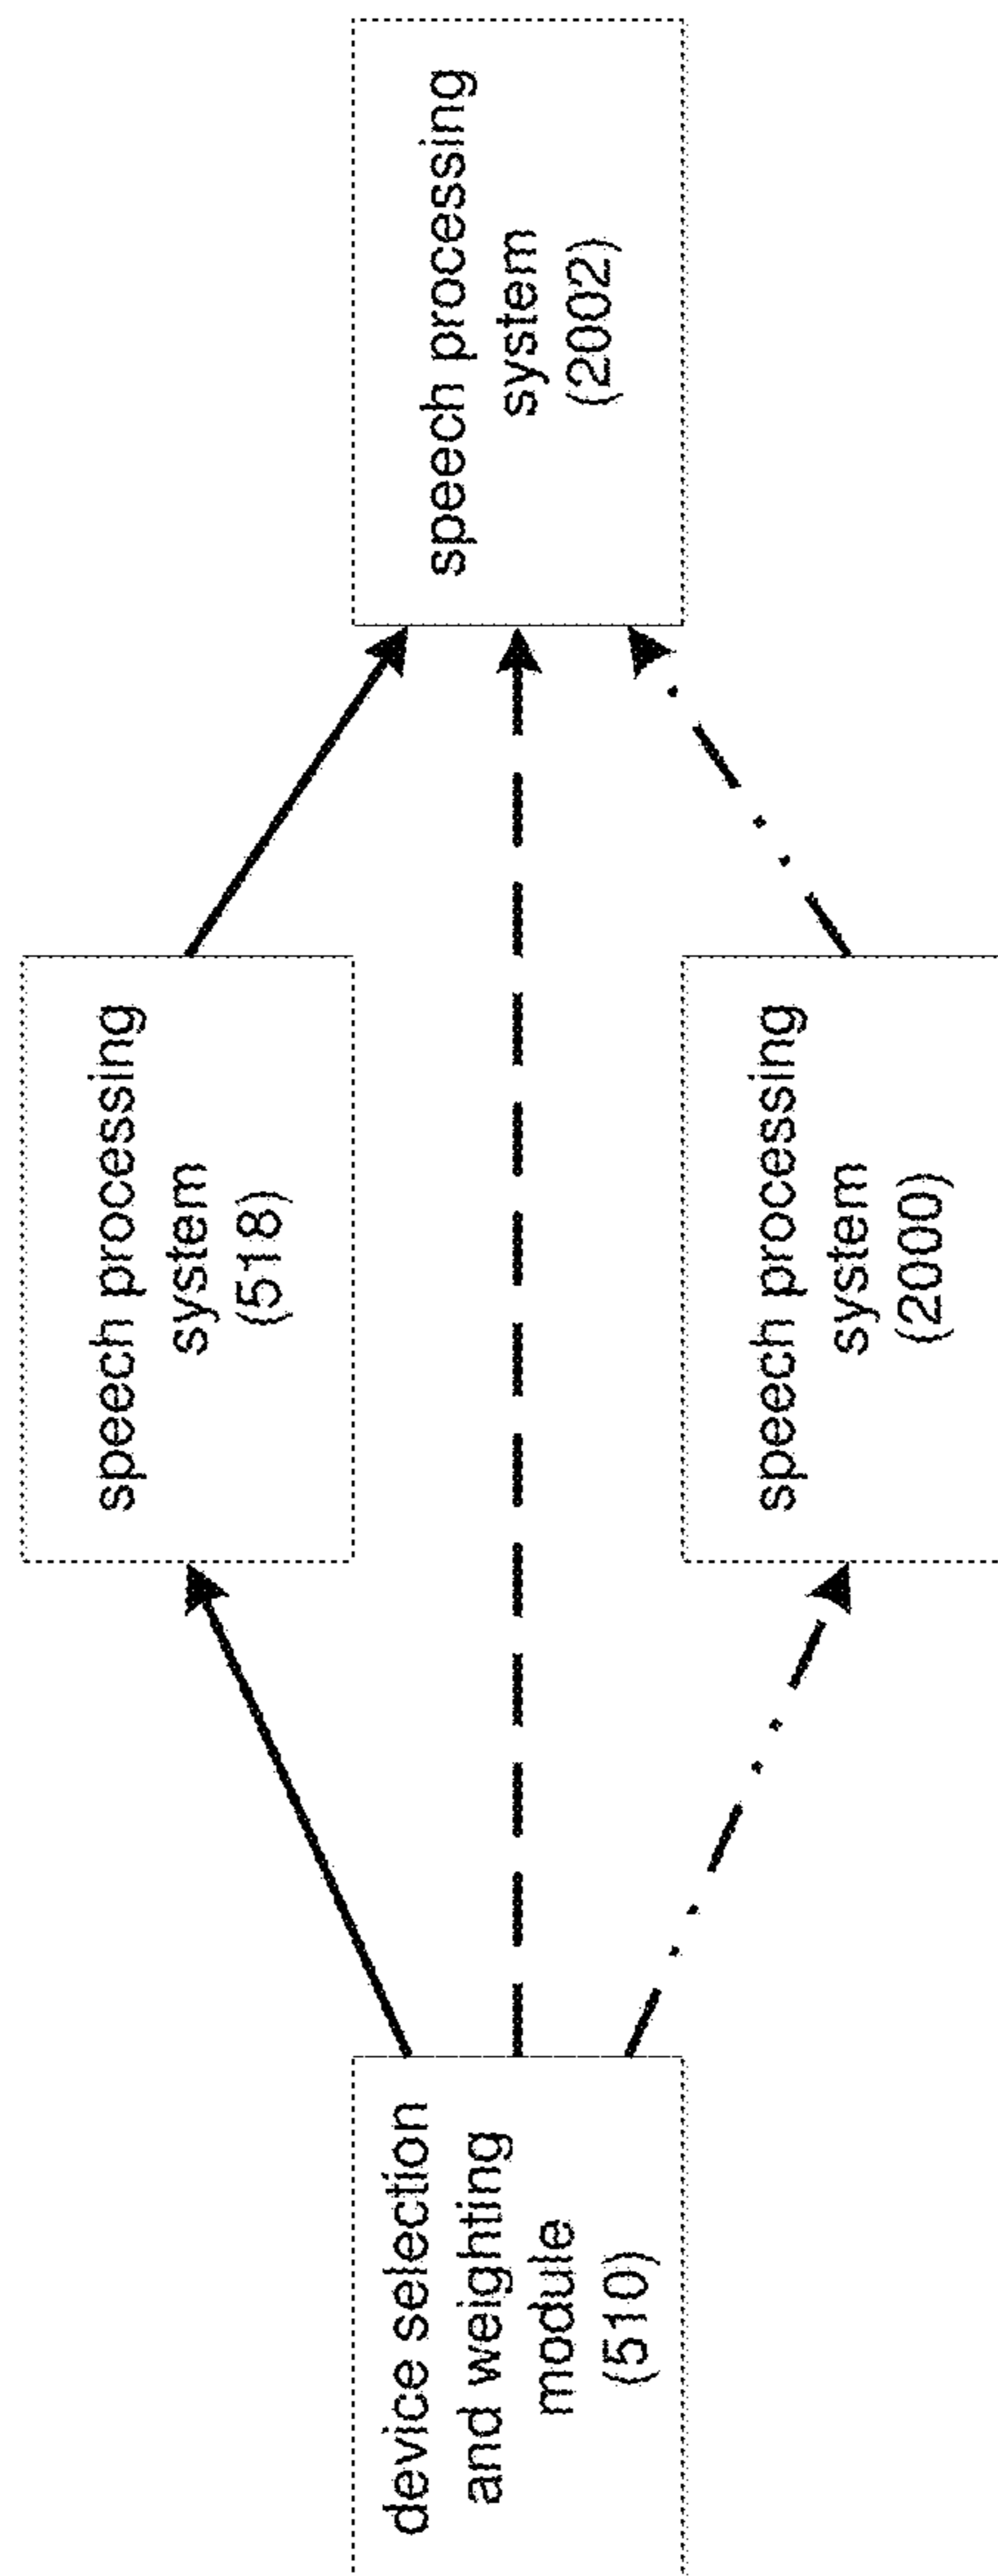 device selection
and weighting
module
(510)
speech processing
system
(518)
speech processing
system
(2000)
speech processing
system
(2002)